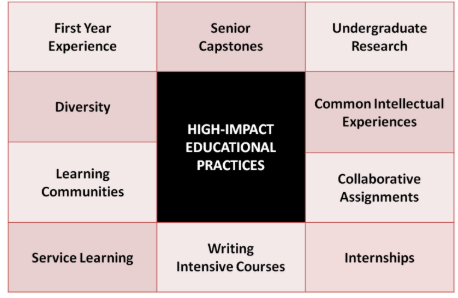 First Year
Experience
Senior
Capstones
Undergraduate
Research
Diversity
HIGH-IMPACT
EDUCATIONAL
PRACTICES
Common Intellectual
Experiences
Learning
Communities
Collaborative
Assignments
Service Learning
Writing
Intensive Courses
Internships